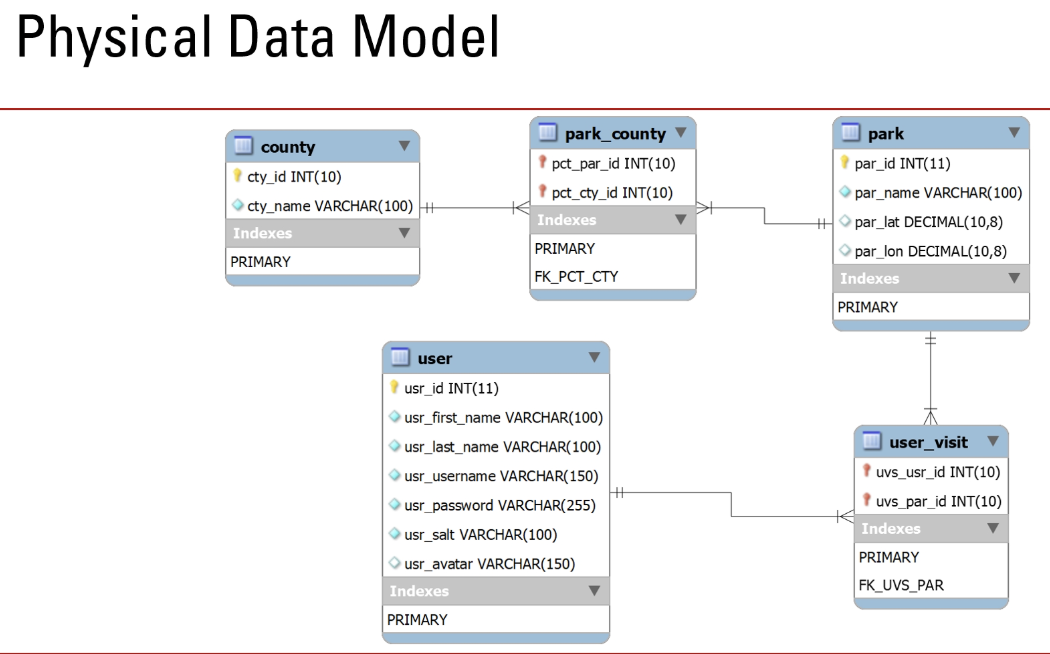 Physical Data Model
county
cty_id INT(10)
cty_name VARCHAR(100)
Indexes
PRIMARY
park_county
pct_par_id INT(10)
pct_cty_id INT(10)
Indexes
PRIMARY
FK_PCT_CTY
park
par_id INT(11)
par_name VARCHAR(100)
par_lat DECIMAL(10,8)
par_lon DECIMAL(10,8)
Indexes
PRIMARY
user
usr_id INT(11)
usr_first_name VARCHAR(100)
usr_last_name VARCHAR(100)
usr_username VARCHAR(150)
usr_password VARCHAR(255)
usr_salt VARCHAR(100)
usr_avatar VARCHAR(150)
Indexes
PRIMARY
user_visit
uvs_usr_id INT(10)
uvs_par_id INT(10)
Indexes
PRIMARY
FK_UVS_PAR